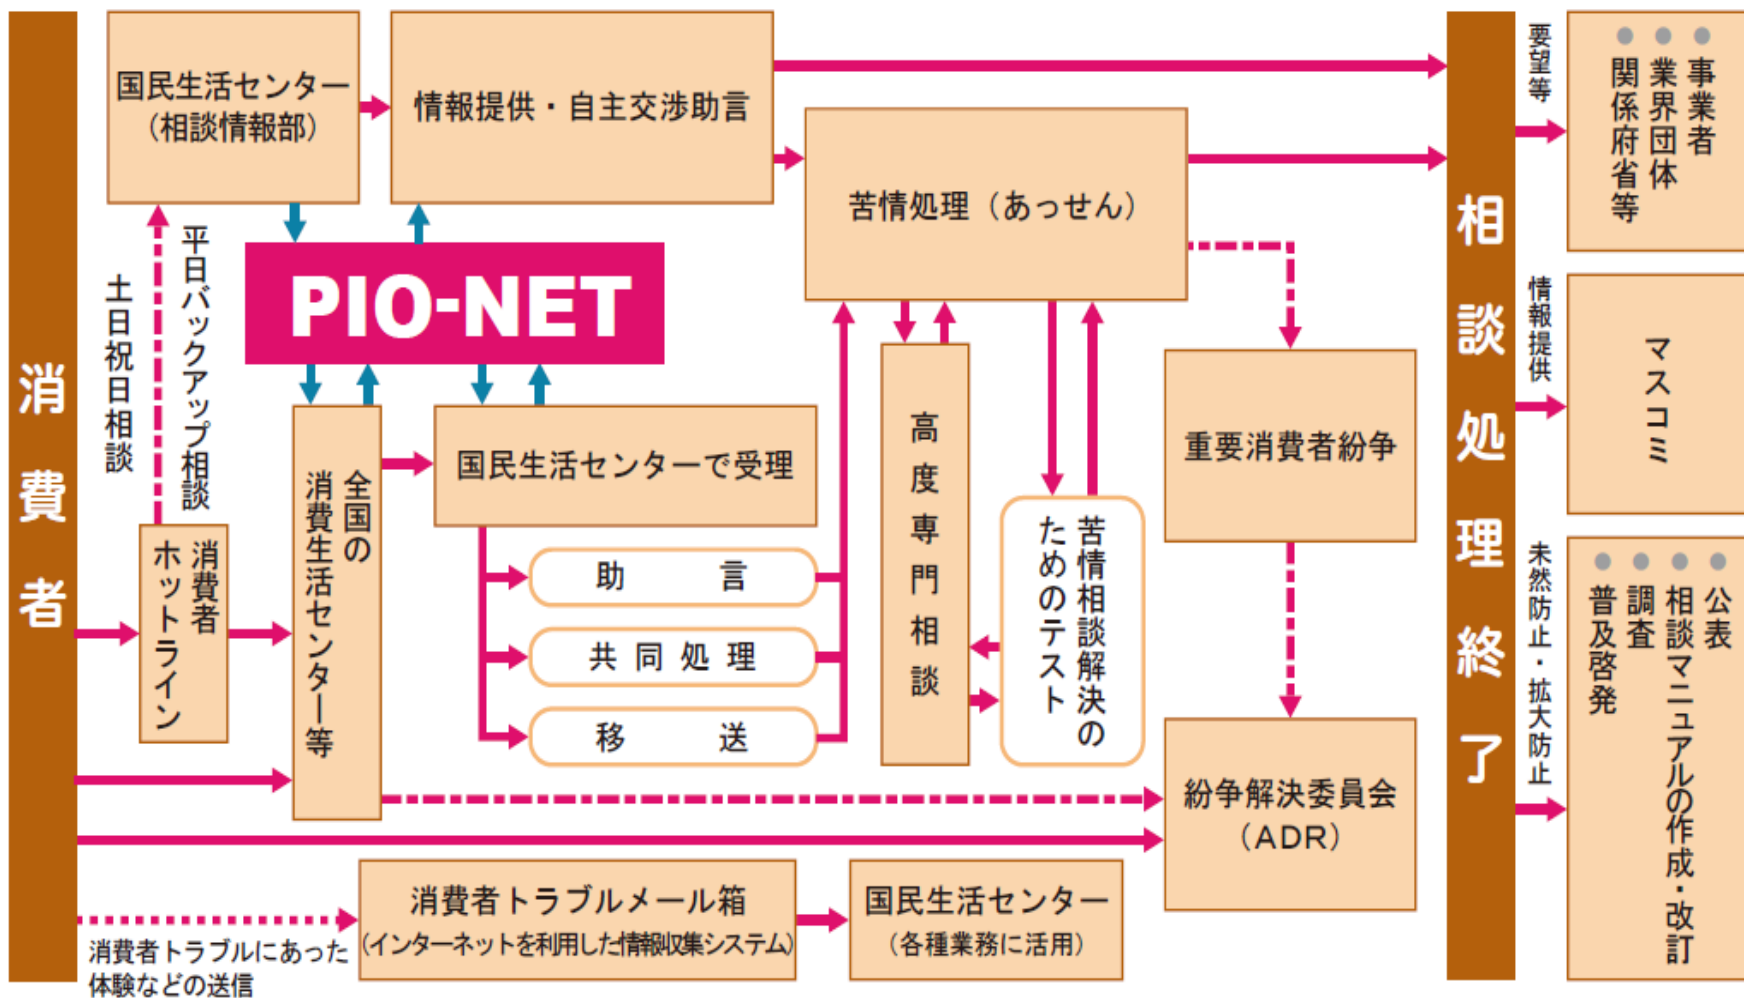 消費者
国民生活センター
（相談情報部）
情報提供・自主交渉助言
苦情処理（あっせん）
PIO-NET
平日バックアップ相談
土日祝日相談
消費者
ホットライン
全国の
消費生活センター等
国民生活センターで受理
助言
共同処理
移送
高度専門相談
苦情相談解決の
ためのテスト
重要消費者紛争
紛争解決委員会
（ADR）
消費者トラブルにあった
体験などの送信
消費者トラブルメール箱
（インターネットを利用した情報収集システム）
国民生活センター
（各種業務に活用）
相談処理終了
要望等
●事業者
●業界団体
●関係府省等
情報提供
マスコミ
未然防止・拡大防止
●公表
●相談マニュアルの作成・改訂
●調査
●普及啓発